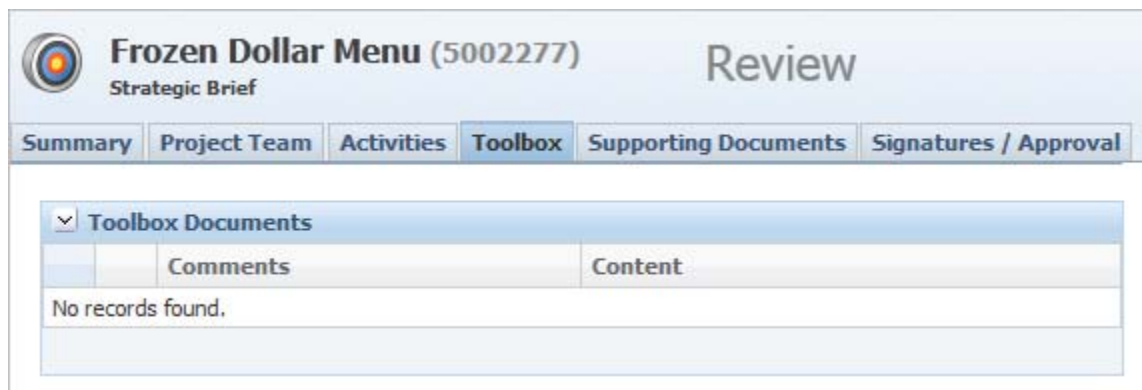 Frozen Dollar Menu (5002277) Review
Strategic Brief
Summary Project Team Activities Toolbox Supporting Documents Signatures / Approval
Toolbox Documents
Comments Content
No records found.